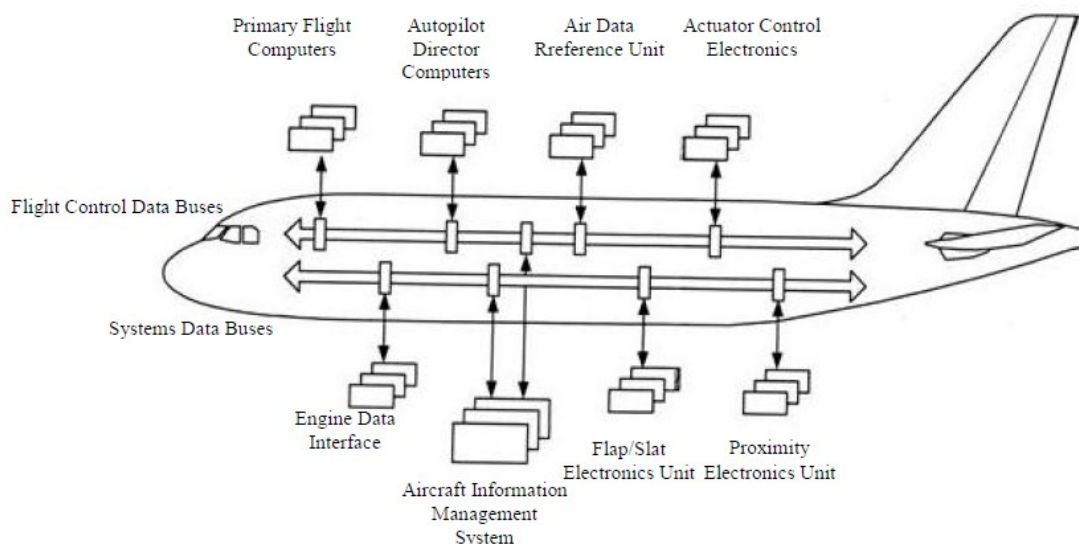 Primary Flight
Computers
Autopilot
Director
Computers
Air Data
Rreference Unit
Actuator Control
Electronics
Flight Control Data Buses
Systems Data Buses
Engine Data
Interface
Aircraft Information
Management
System
Flap/Slat
Electronics Unit
Proximity
Electronics Unit